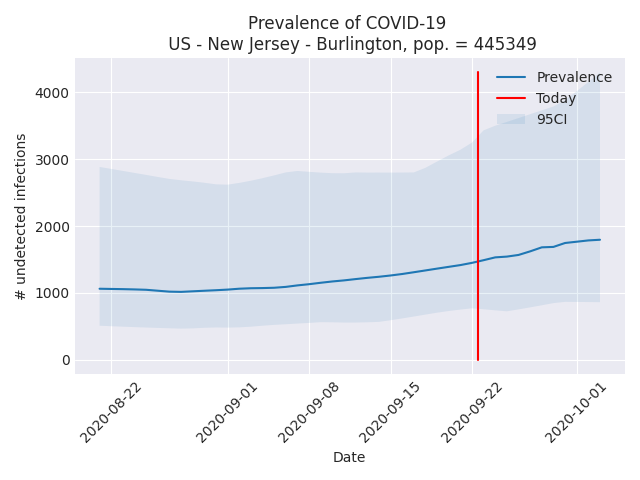 Prevalence of COVID-19
US - New Jersey - Burlington, pop. = 445349
Prevalence
Today
95CI
# undetected infections
4000
3000
2000
1000
0
2020-08-22
2020-09-01
2020-09-08
2020-09-15
2020-09-22
2020-10-01
Date